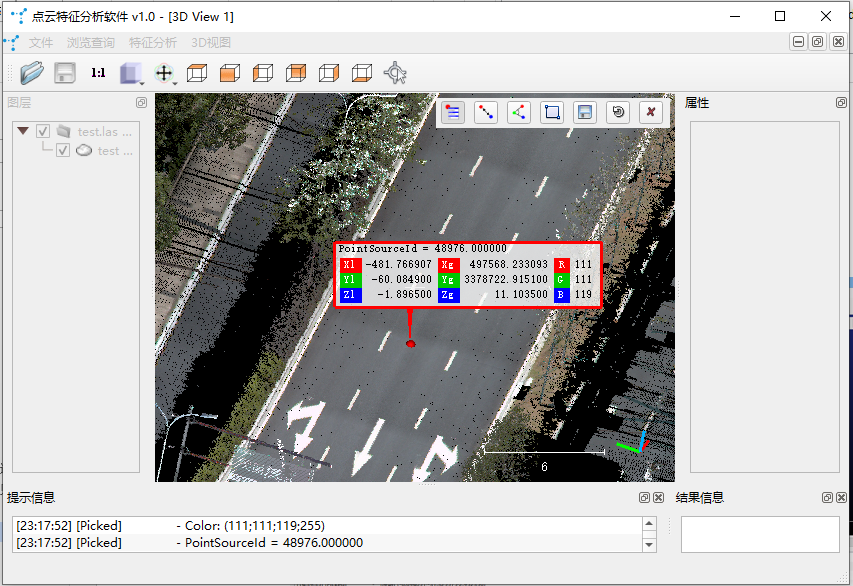 点云特征分析软件 v1.0 - [3D View 1]
文件 浏览查询 特征分析 3D视图
1:1
图层
属性
test.las ...
test ...
PointSourceId = 48976.000000
Xl -481.766907 Xg 497568.233093 R 111
Yl -60.084900 Yg 3378722.915100 G 111
Zl -1.896500 Zg 11.103500 B 119
6
提示信息
结果信息
[23:17:52] [Picked] - Color: (111;111;119;255)
[23:17:52] [Picked] - PointSourceId = 48976.000000